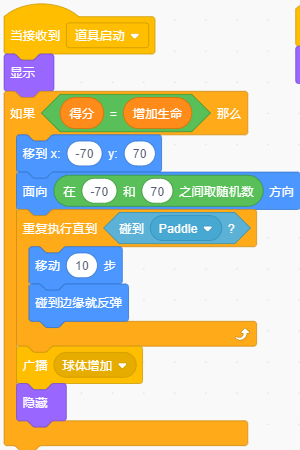 当接收到 道具启动
显示
如果 得分 = 增加生命 那么
移到 x: -70 y: 70
面向 在 -70 和 70 之间取随机数 方向
重复执行直到 碰到 Paddle ?
移动 10 步
碰到边缘就反弹
广播 球体增加
隐藏